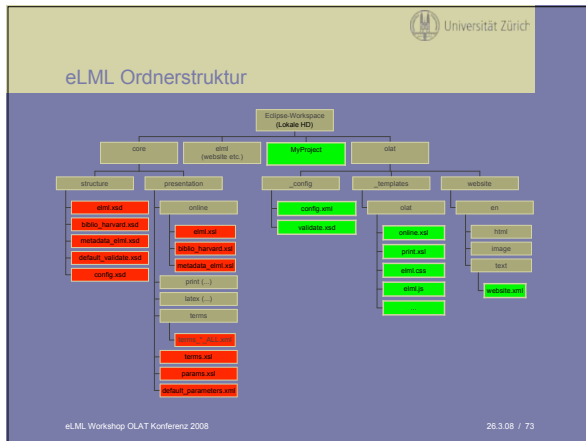 Universität Zürich
eLML Ordnerstruktur
Eclipse-Workspace
(Lokale HD)
core
elml
(website etc.)
MyProject
olat
structure
presentation
_config
_templates
website
elml.xsd
biblio_harvard.xsd
metadata_elml.xsd
default_validate.xsd
config.xsd
online
elml.xsl
biblio_harvard.xsl
metadata_elml.xsl
print (...)
latex (...)
terms
terms_*_ALL.xml
terms.xsl
params.xsl
default_parameters.xml
config.xml
validate.xsd
olat
online.xsl
print.xsl
elml.css
elml.js
...
en
html
image
text
website.xml
eLML Workshop OLAT Konferenz 2008
26.3.08 / 73